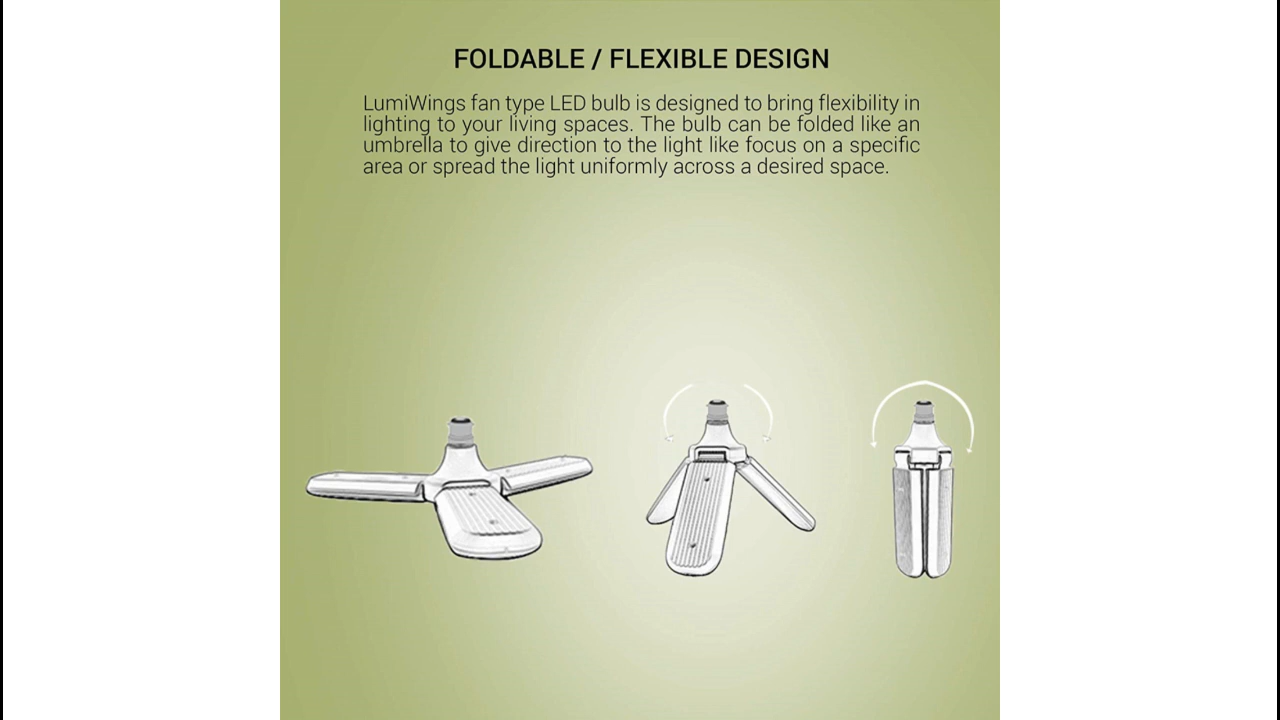 FOLDABLE / FLEXIBLE DESIGN
LumiWings fan type LED bulb is designed to bring flexibility in
lighting to your living spaces. The bulb can be folded like an
umbrella to give direction to the light like focus on a specific
area or spread the light uniformly across a desired space.